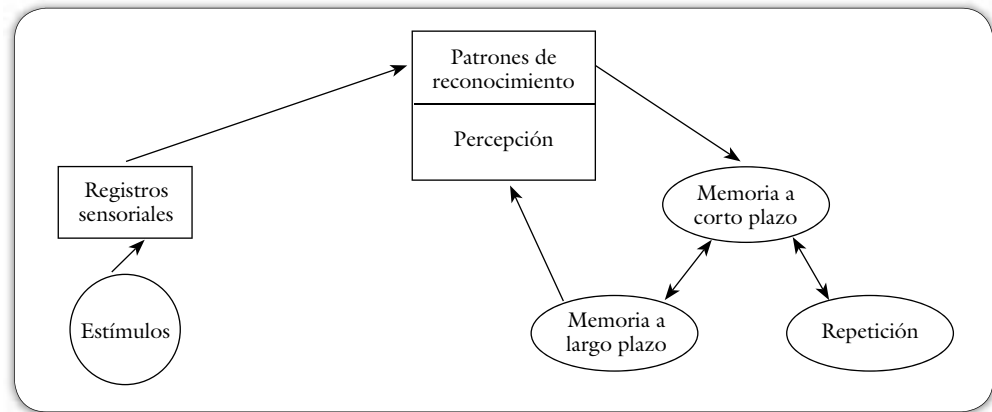 Patrones de
reconocimiento
Percepción
Registros
sensoriales
Memoria a
corto plazo
Estímulos
Memoria a
largo plazo
Repetición